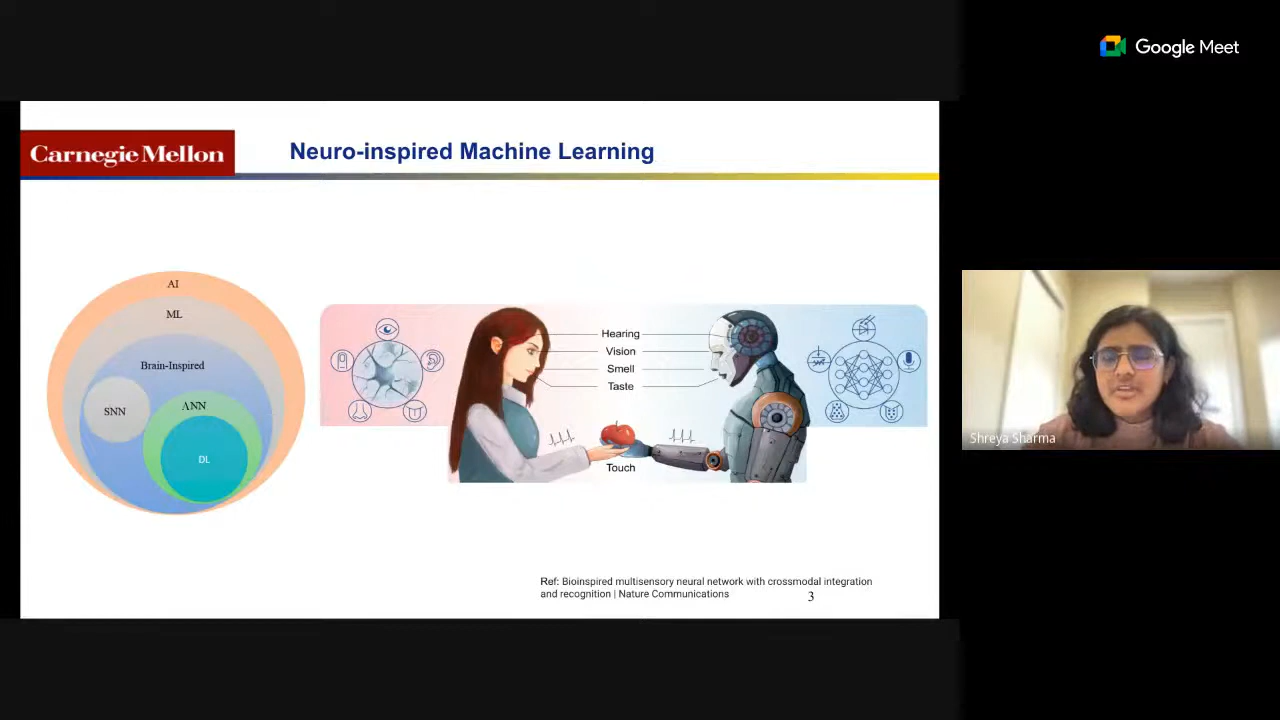 Google Meet
Carnegie Mellon
Neuro-inspired Machine Learning
AI
ML
Brain-Inspired
SNN
ANN
DL
Hearing
Vision
Smell
Taste
Touch
Ref: Bioinspired multisensory neural network with crossmodal integration
and recognition | Nature Communications
3
Shreya Sharma